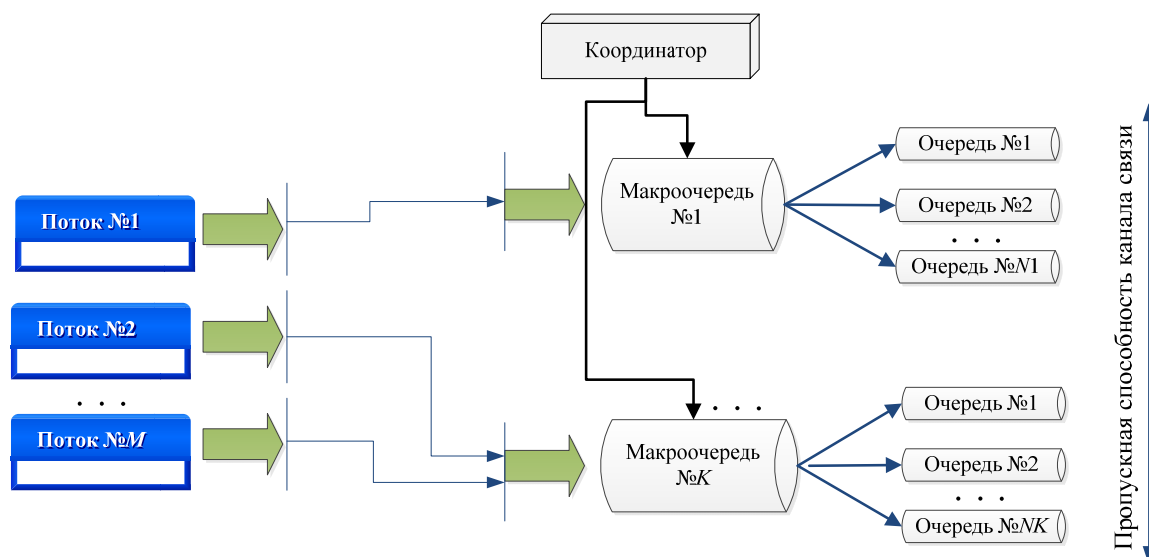 Координатор
Поток №1
Поток №2
. . .
Поток №M
Макроочередь
№1
. . .
Макроочередь
№K
Очередь №1
Очередь №2
. . .
Очередь №N1
Очередь №1
Очередь №2
. . .
Очередь №NK
Пропускная способность канала связи